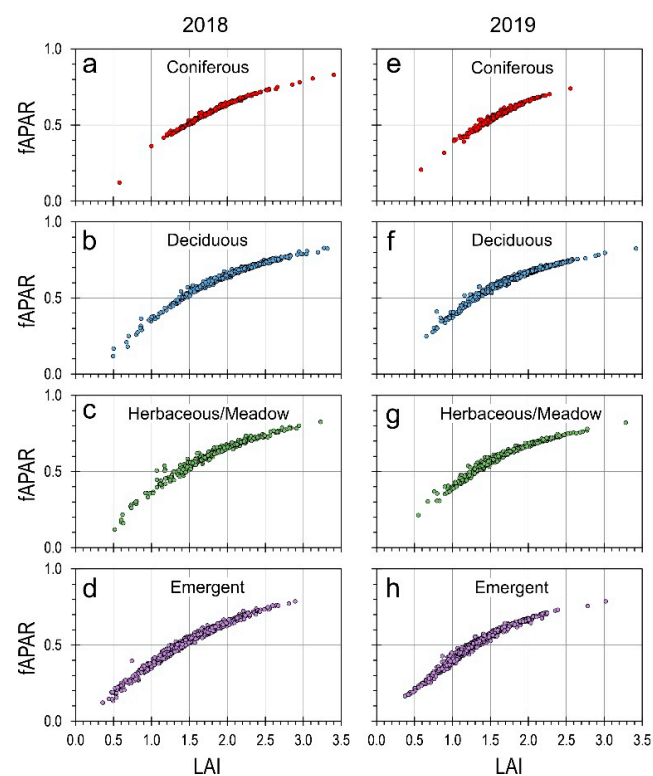 2018 2019
a Coniferous
e Coniferous
fAPAR
1.0
0.5
0.0
b Deciduous
f Deciduous
fAPAR
1.0
0.5
0.0
c Herbaceous/Meadow
g Herbaceous/Meadow
fAPAR
1.0
0.5
0.0
d Emergent
h Emergent
fAPAR
1.0
0.5
0.0
0.0 0.5 1.0 1.5 2.0 2.5 3.0 3.5 0.0 0.5 1.0 1.5 2.0 2.5 3.0 3.5
LAI LAI